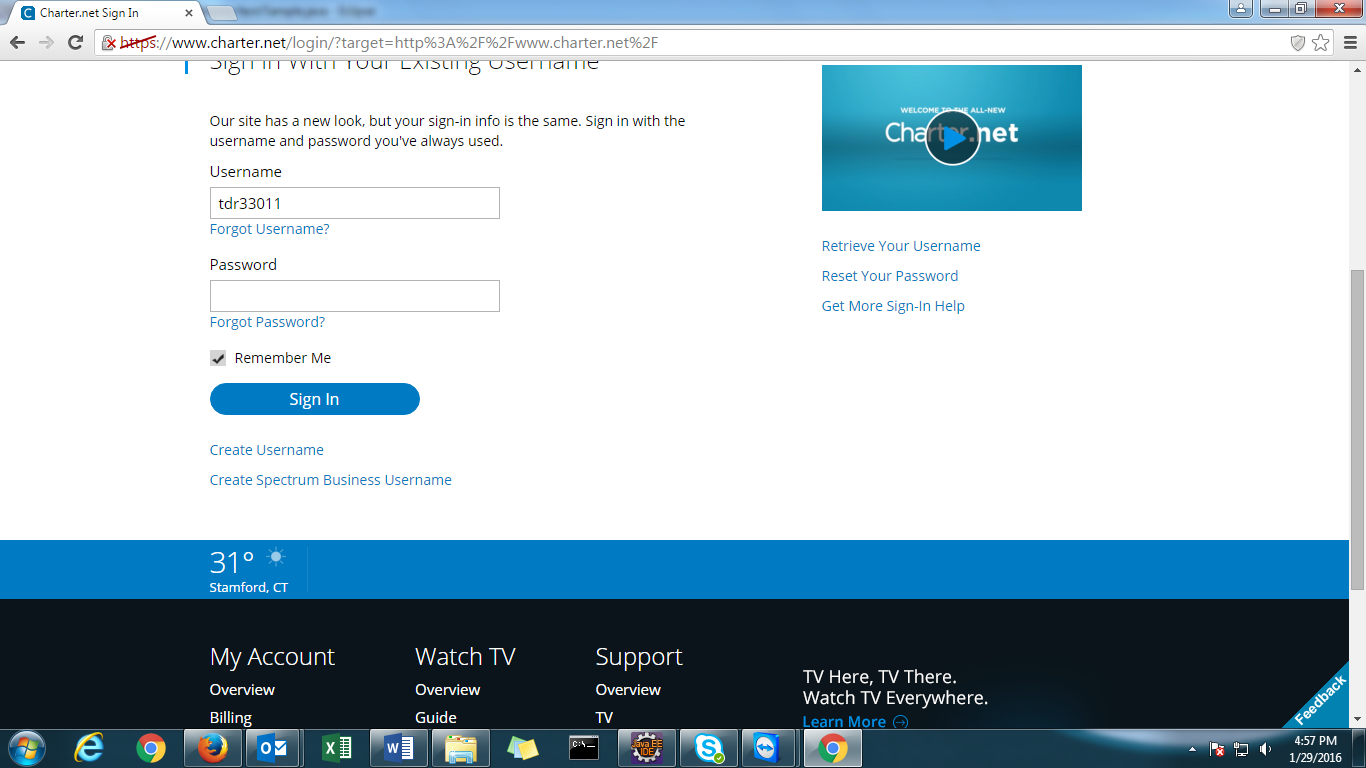 Charter.net Sign In
https://www.charter.net/login/?target=http%3A%2F%2Fwww.charter.net%2F
Sign In With Your Existing Username
Our site has a new look, but your sign-in info is the same. Sign in with the
username and password you've always used.
Username
tdr33011
Forgot Username?
Password
Forgot Password?
Remember Me
Sign In
Create Username
Create Spectrum Business Username
WELCOME TO THE ALL-NEW
Charter.net
Retrieve Your Username
Reset Your Password
Get More Sign-In Help
31°
Stamford, CT
My Account
Overview
Billing
Watch TV
Overview
Guide
Support
Overview
TV
TV Here, TV There.
Watch TV Everywhere.
Learn More
Feedback
Java EE
IDE
4:57 PM
1/29/2016